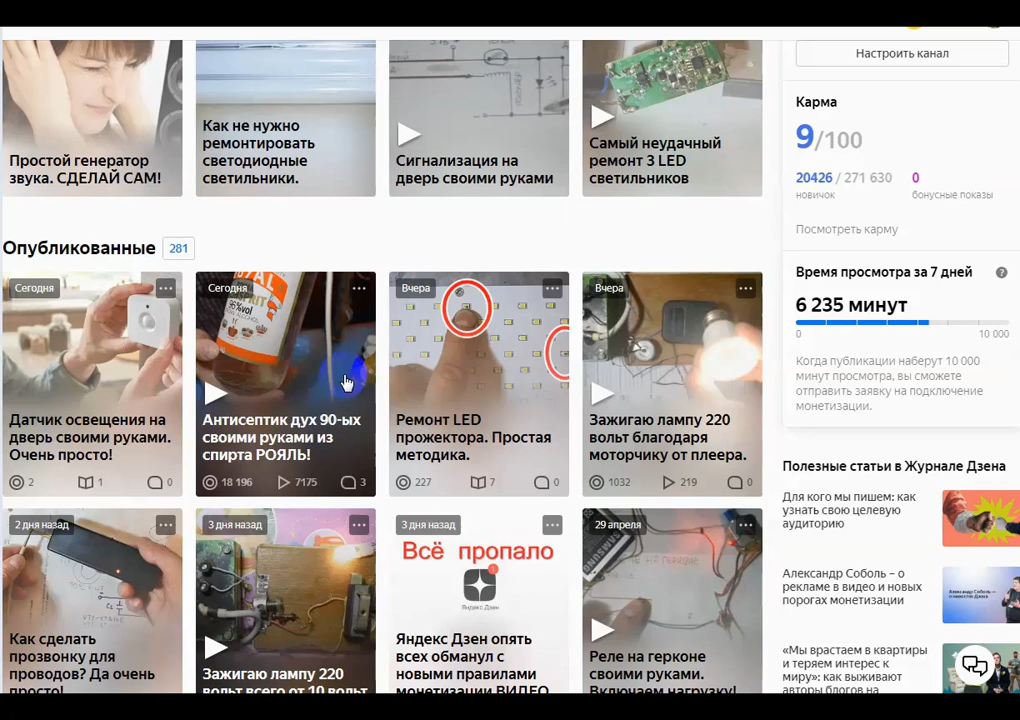 Простой генератор
звука. СДЕЛАЙ САМ!
Как не нужно
ремонтировать
светодиодные
светильники.
Сигнализация на
дверь своими руками
Самый неудачный
ремонт 3 LED
светильников
Опубликованные 281
Сегодня
Датчик освещения на
дверь своими руками.
Очень просто!
2 1 0
Сегодня
Антисептик дух 90-ых
своими руками из
спирта РОЯЛЬ!
18 196 7175 3
Вчера
Ремонт LED
прожектора. Простая
методика.
227 7 0
Вчера
Зажигаю лампу 220
вольт благодаря
моторчику от плеера.
1032 219 0
2 дня назад
Как сделать
прозвонку для
проводов? Да очень
просто!
3 дня назад
Зажигаю лампу 220
вольт всего от 10 вольт
3 дня назад
Всё пропало
Яндекс Дзен
Яндекс Дзен опять
всех обманул с
новыми правилами
монетизации ВИДЕО
29 апреля
SAMSUNG
Реле на герконе
своими руками.
Включаем нагрузку!
Настроить канал
Карма
9/100
20426 / 271 630 0
новичок бонусные показы
Посмотреть карму
Время просмотра за 7 дней ?
6 235 минут
0 10 000
Когда публикации наберут 10 000
минут просмотра, вы сможете
отправить заявку на подключение
монетизации.
Полезные статьи в Журнале Дзена
Для кого мы пишем: как
узнать свою целевую
аудиторию
Александр Соболь – о
рекламе в видео и новых
порогах монетизации
«Мы врастаем в квартиры
и теряем интерес к
миру»: как выживают
авторы блогов на